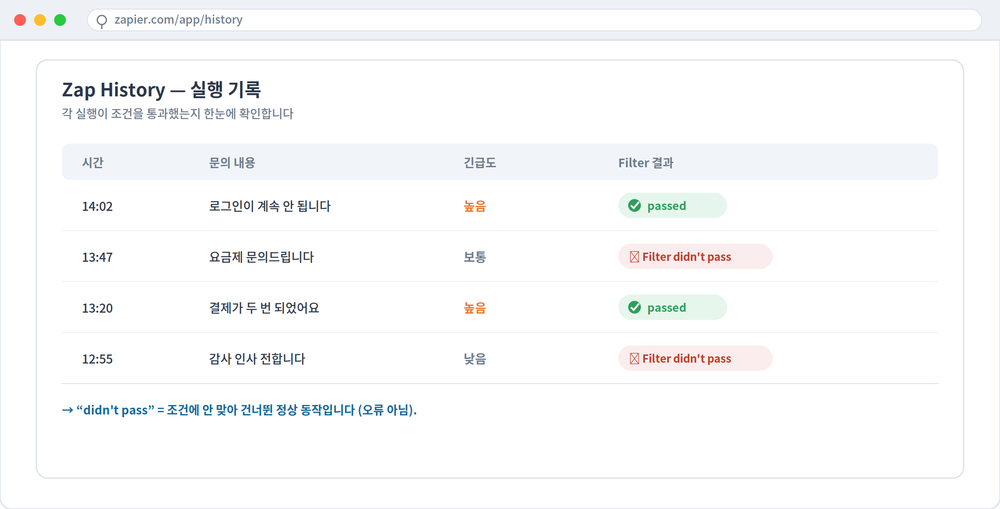 zapier.com/app/history
Zap History — 실행 기록
각 실행이 조건을 통과했는지 한눈에 확인합니다
시간 문의 내용 긴급도 Filter 결과
14:02 로그인이 계속 안 됩니다 높음 passed
13:47 요금제 문의드립니다 보통 Filter didn't pass
13:20 결제가 두 번 되었어요 높음 passed
12:55 감사 인사 전합니다 낮음 Filter didn't pass
→ “didn't pass” = 조건에 안 맞아 건너뛴 정상 동작입니다 (오류 아님).